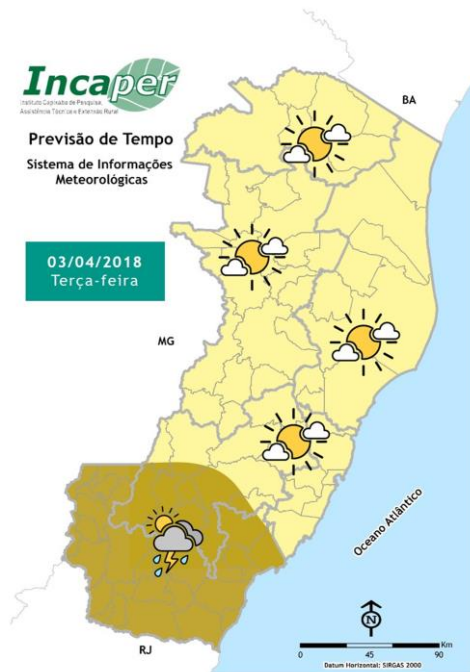 Incaper
Instituto Capixaba de Pesquisa,
Assistência Técnica e Extensão Rural
Previsão de Tempo
Sistema de Informações
Meteorológicas
03/04/2018
Terça-feira
BA
MG
Oceano Atlântico
RJ
0 45 90
Km
Datum Horizontal: SIRGAS 2000